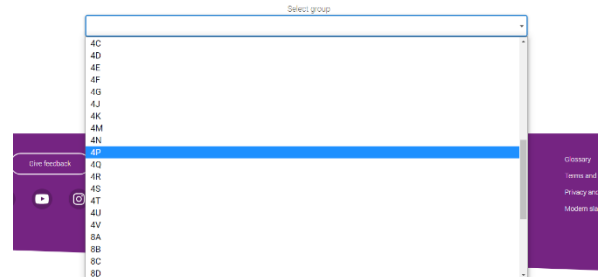 Select group
4C
4D
4E
4F
4G
4J
4K
4M
4N
4P
4Q
4R
4S
4T
4U
4V
8A
8B
8C
8D
Give feedback
Glossary
Terms and
Privacy and
Modern sla